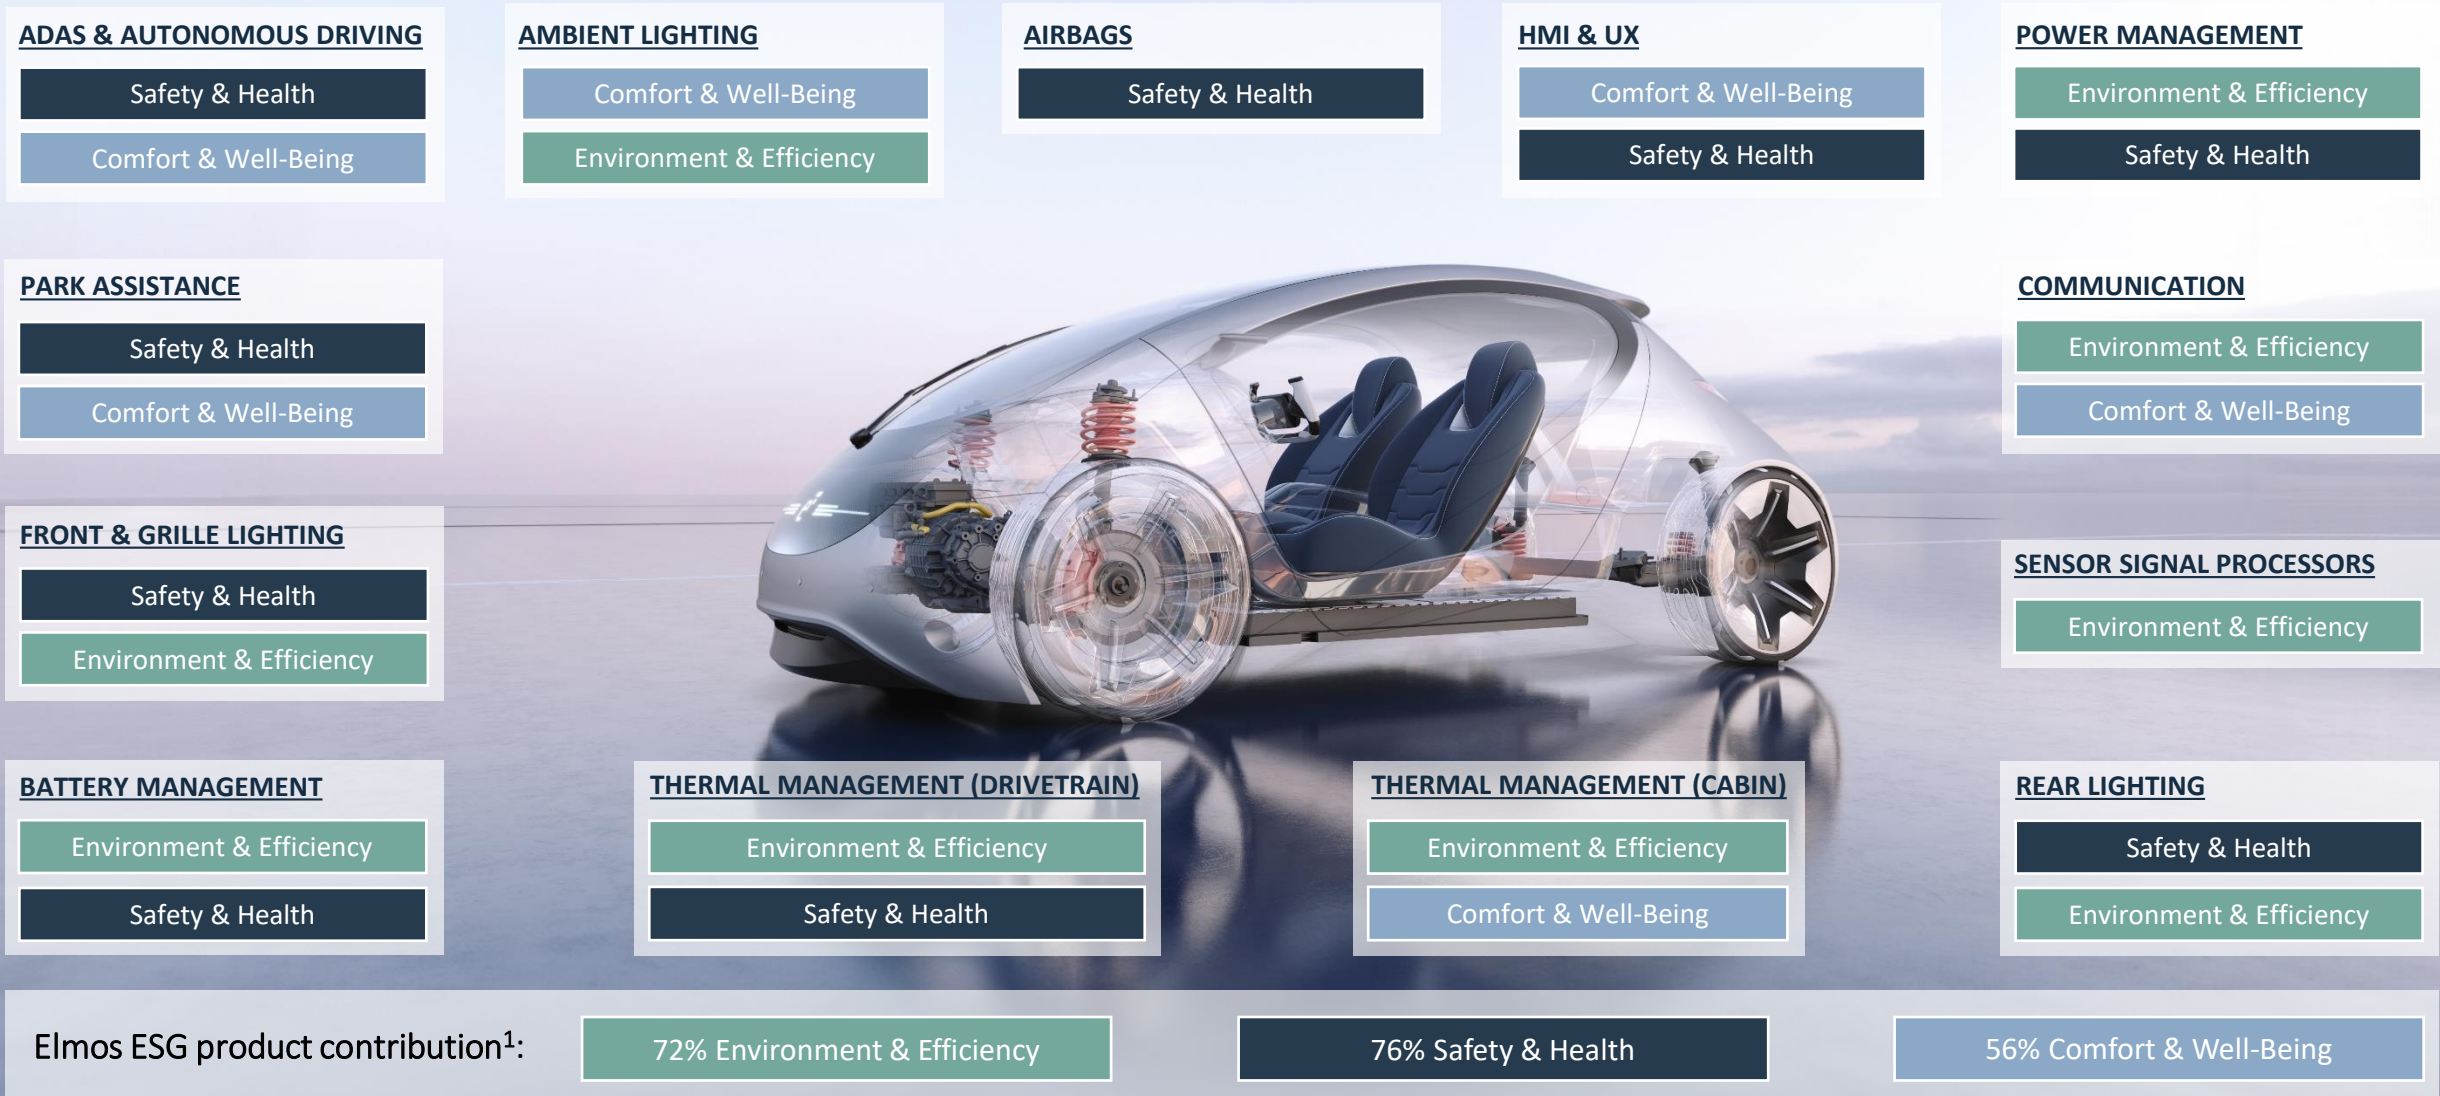 ADAS & AUTONOMOUS DRIVING
Safety & Health
Comfort & Well-Being
AMBIENT LIGHTING
Comfort & Well-Being
Environment & Efficiency
AIRBAGS
Safety & Health
HMI & UX
Comfort & Well-Being
Safety & Health
POWER MANAGEMENT
Environment & Efficiency
Safety & Health
PARK ASSISTANCE
Safety & Health
Comfort & Well-Being
COMMUNICATION
Environment & Efficiency
Comfort & Well-Being
FRONT & GRILLE LIGHTING
Safety & Health
Environment & Efficiency
SENSOR SIGNAL PROCESSORS
Environment & Efficiency
BATTERY MANAGEMENT
Environment & Efficiency
Safety & Health
THERMAL MANAGEMENT (DRIVETRAIN)
Environment & Efficiency
Safety & Health
THERMAL MANAGEMENT (CABIN)
Environment & Efficiency
Comfort & Well-Being
REAR LIGHTING
Safety & Health
Environment & Efficiency
Elmos ESG product contribution¹:
72% Environment & Efficiency
76% Safety & Health
56% Comfort & Well-Being